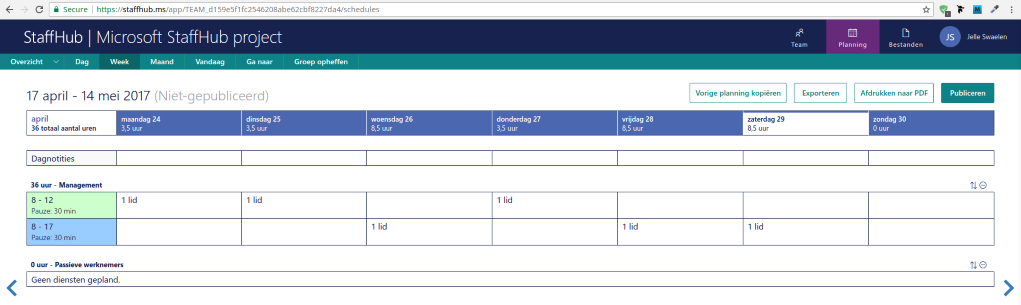 Secure | https://staffhub.ms/app/TEAM_d159e5f1fc2546208abe62cbf8227da4/schedules
StaffHub | Microsoft StaffHub project
Team
Planning
Bestanden
JS
Jelle Swaelen
Overzicht Dag Week Maand Vandaag Ga naar Groep opheffen
17 april - 14 mei 2017 (Niet-gepubliceerd)
Vorige planning kopiëren
Exporteren
Afdrukken naar PDF
Publiceren
april
36 totaal aantal uren
maandag 24
3,5 uur
dinsdag 25
3,5 uur
woensdag 26
8,5 uur
donderdag 27
3,5 uur
vrijdag 28
8,5 uur
zaterdag 29
8,5 uur
zondag 30
0 uur
Dagnotities
36 uur - Management
8 - 12
Pauze: 30 min
1 lid
1 lid
1 lid
8 - 17
Pauze: 30 min
1 lid
1 lid
1 lid
0 uur - Passieve werknemers
Geen diensten gepland.